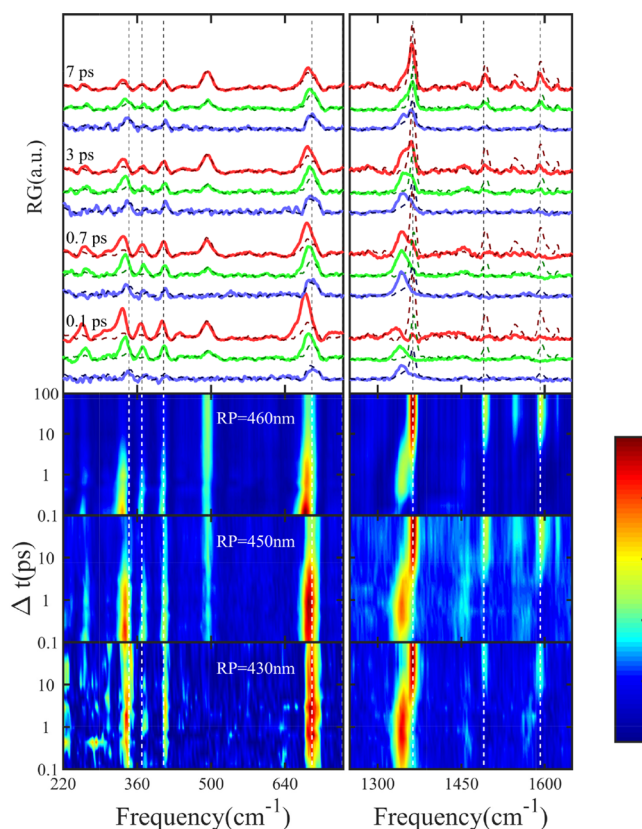 7 ps
3 ps
0.7 ps
0.1 ps
RG(a.u.)
100
10
1
0.1
RP=460nm
10
1
0.1
RP=450nm
10
1
0.1
RP=430nm
Δ t(ps)
220 360 500 640
1300 1450 1600
Frequency(cm-1)
Frequency(cm-1)